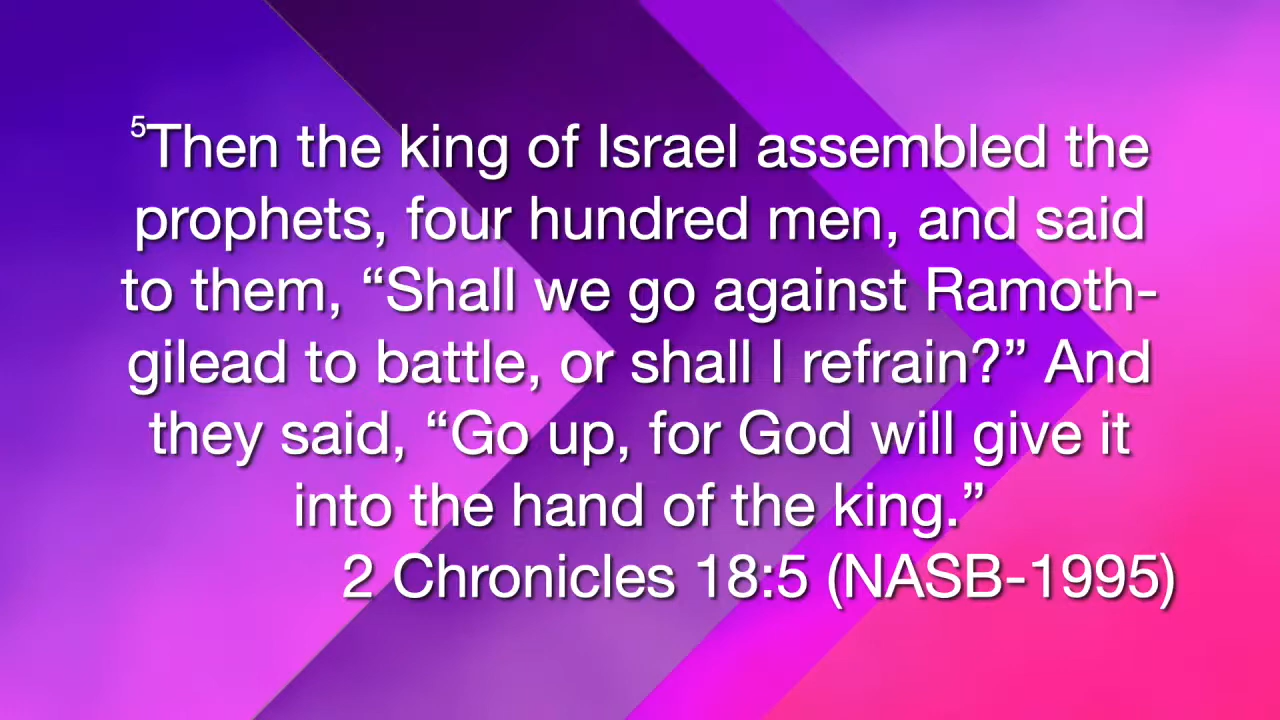 5Then the king of Israel assembled the
prophets, four hundred men, and said
to them, “Shall we go against Ramoth-
gilead to battle, or shall I refrain?” And
they said, “Go up, for God will give it
into the hand of the king.”
2 Chronicles 18:5 (NASB-1995)